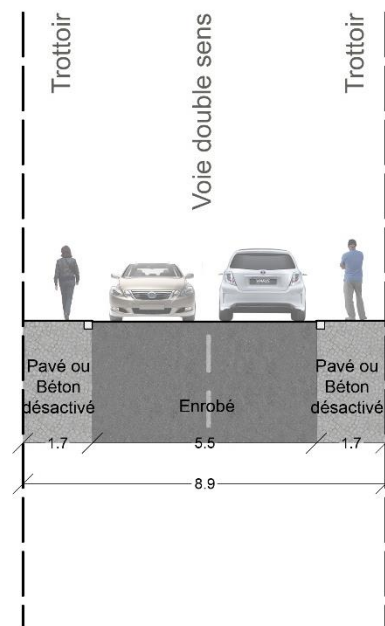 Trottoir
Voie double sens
Trottoir
Pavé ou
Béton
désactivé
Enrobé
Pavé ou
Béton
désactivé
1.7
5.5
1.7
8.9